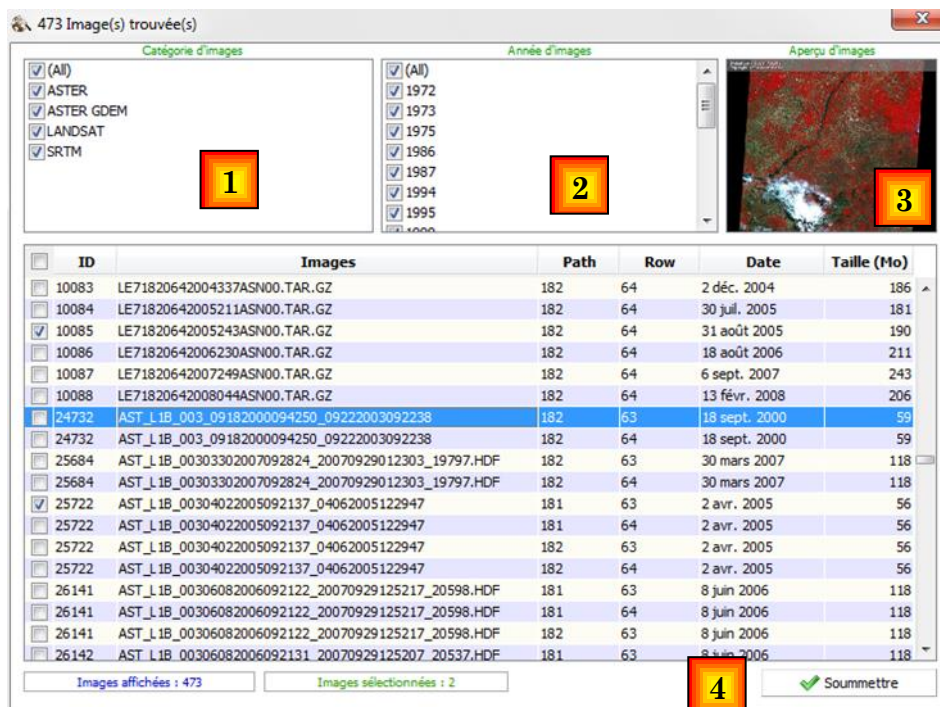 473 Image(s) trouvée(s)
Catégorie d'images
(All)
ASTER
ASTER GDEM
LANDSAT
SRTM
1
Année d'images
(All)
1972
1973
1975
1986
1987
1994
1995
2
Aperçu d'images
3
ID Images Path Row Date Taille (Mo)
10083 LE71820642004337ASN00.TAR.GZ 182 64 2 déc. 2004 186
10084 LE71820642005211ASN00.TAR.GZ 182 64 30 juil. 2005 181
10085 LE71820642005243ASN00.TAR.GZ 182 64 31 août 2005 190
10086 LE71820642006230ASN00.TAR.GZ 182 64 18 août 2006 211
10087 LE71820642007249ASN00.TAR.GZ 182 64 6 sept. 2007 243
10088 LE71820642008044ASN00.TAR.GZ 182 64 13 févr. 2008 206
24732 AST_L1B_003_09182000094250_09222003092238 182 63 18 sept. 2000 59
24732 AST_L1B_003_09182000094250_09222003092238 182 64 18 sept. 2000 59
25684 AST_L1B_00303302007092824_20070929012303_19797.HDF 182 63 30 mars 2007 118
25684 AST_L1B_00303302007092824_20070929012303_19797.HDF 182 64 30 mars 2007 118
25722 AST_L1B_00304022005092137_04062005122947 181 63 2 avr. 2005 56
25722 AST_L1B_00304022005092137_04062005122947 181 64 2 avr. 2005 56
25722 AST_L1B_00304022005092137_04062005122947 182 63 2 avr. 2005 56
25722 AST_L1B_00304022005092137_04062005122947 182 64 2 avr. 2005 56
26141 AST_L1B_00306082006092122_20070929125217_20598.HDF 181 63 8 juin 2006 118
26141 AST_L1B_00306082006092122_20070929125217_20598.HDF 181 64 8 juin 2006 118
26141 AST_L1B_00306082006092122_20070929125217_20598.HDF 182 63 8 juin 2006 118
26142 AST_L1B_00306082006092131_20070929125207_20537.HDF 181 63 8 juin 2006 118
Images affichées : 473
Images sélectionnées : 2
4
Soummettre